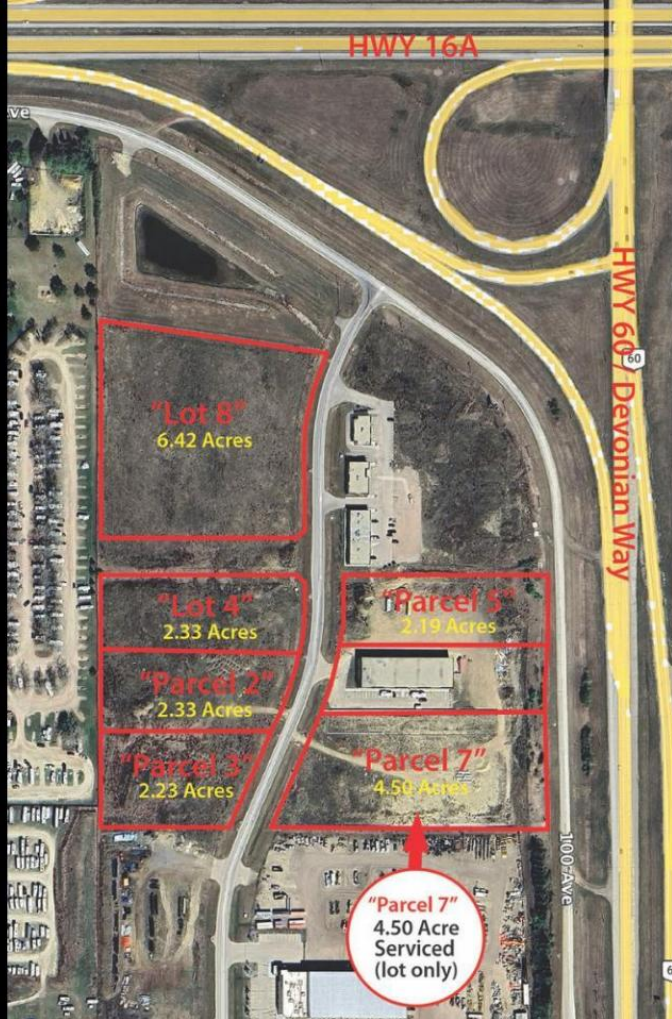 HWY 16A
ve
HWY 60 / Devonian Way
60
"Lot 8"
6.42 Acres
"Lot 4"
2.33 Acres
"Parcel 5"
2.19 Acres
"Parcel 2"
2.33 Acres
"Parcel 3"
2.23 Acres
"Parcel 7"
4.50 Acres
100 Ave
"Parcel 7"
4.50 Acre
Serviced
(lot only)